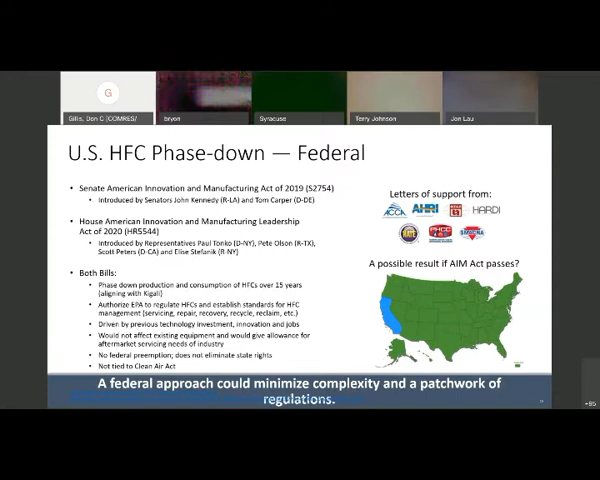 G
Gillis, Don C [COMRES/
bryon
Syracuse
Terry Johnson
Jon Lau
U.S. HFC Phase-down — Federal
• Senate American Innovation and Manufacturing Act of 2019 (S2754)
• Introduced by Senators John Kennedy (R-LA) and Tom Carper (D-DE)
• House American Innovation and Manufacturing Leadership
Act of 2020 (HR5544)
• Introduced by Representatives Paul Tonko (D-NY), Pete Olson (R-TX),
Scott Peters (D-CA) and Elise Stefanik (R-NY)
• Both Bills:
• Phase down production and consumption of HFCs over 15 years
(aligning with Kigali)
• Authorize EPA to regulate HFCs and establish standards for HFC
management (servicing, repair, recovery, recycle, reclaim, etc.)
• Driven by previous technology investment, innovation and jobs
• Would not affect existing equipment and would give allowance for
aftermarket servicing needs of industry
• No federal preemption; does not eliminate state rights
• Not tied to Clean Air Act
Letters of support from:
ACCA
AHRI
HARDI
NATE
PHCC
SMACNA
A possible result if AIM Act passes?
A federal approach could minimize complexity and a patchwork of
regulations.
+95